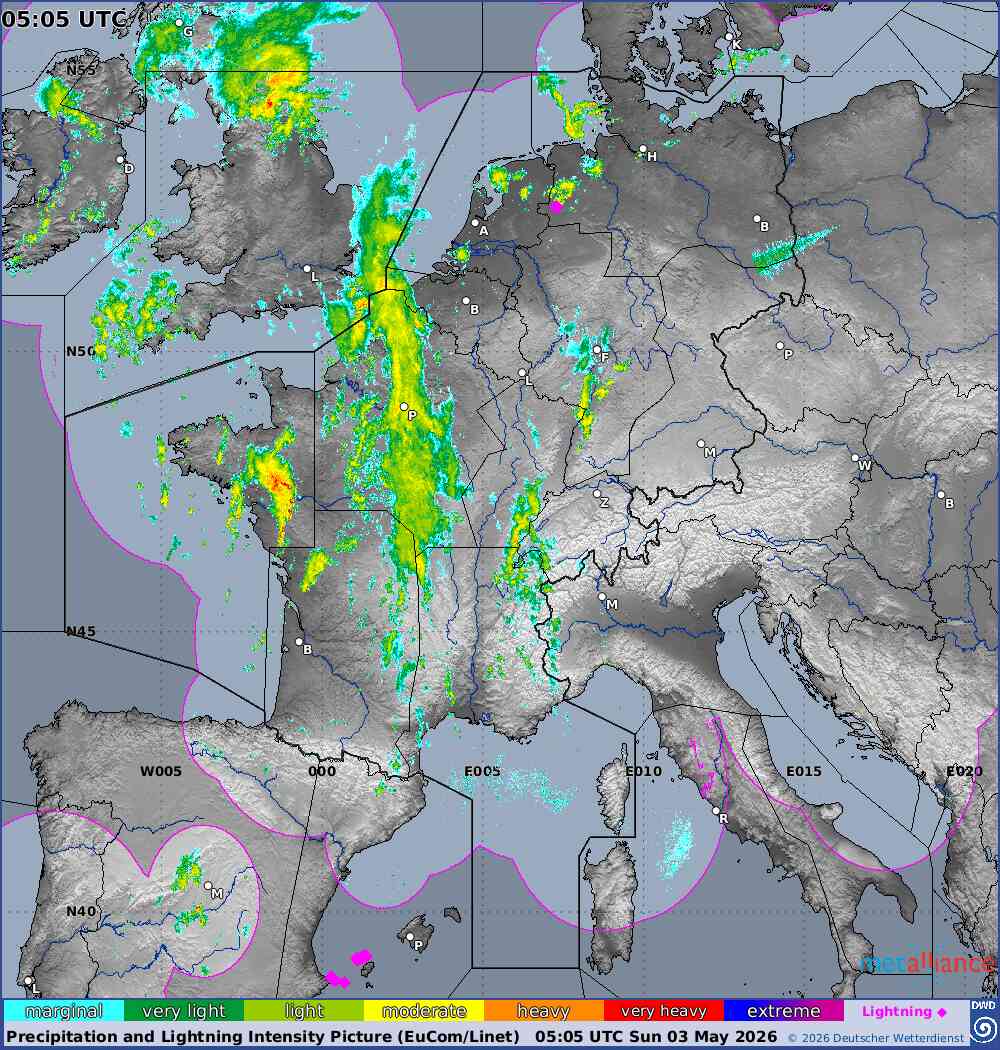 05:05 UTC
G
K
N55
H
D
B
A
L
B
N50
P
F
L
P
M
W
Z
B
M
N45
B
W005
000
E005
E010
E015
E020
R
M
N40
P
metalliance
L
marginal very light light moderate heavy very heavy extreme Lightning ◆ DWD
Precipitation and Lightning Intensity Picture (EuCom/Linet) 05:05 UTC Sun 03 May 2026 © 2026 Deutscher Wetterdienst